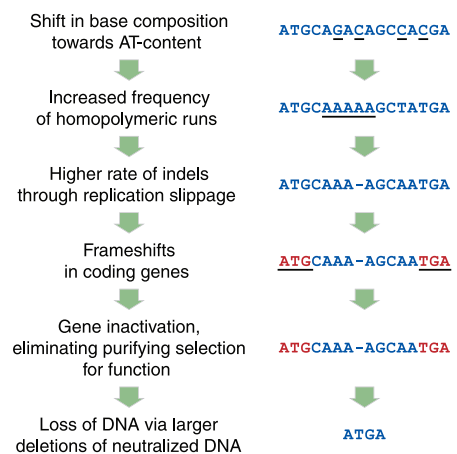 Shift in base composition
towards AT-content
ATGCAGACAGCCACGA
Increased frequency
of homopolymeric runs
ATGCAAAAAGCTATGA
Higher rate of indels
through replication slippage
ATGCAAA-AGCAATGA
Frameshifts
in coding genes
ATGCAAA-AGCAATGA
Gene inactivation,
eliminating purifying selection
for function
ATGCAAA-AGCAATGA
Loss of DNA via larger
deletions of neutralized DNA
ATGA